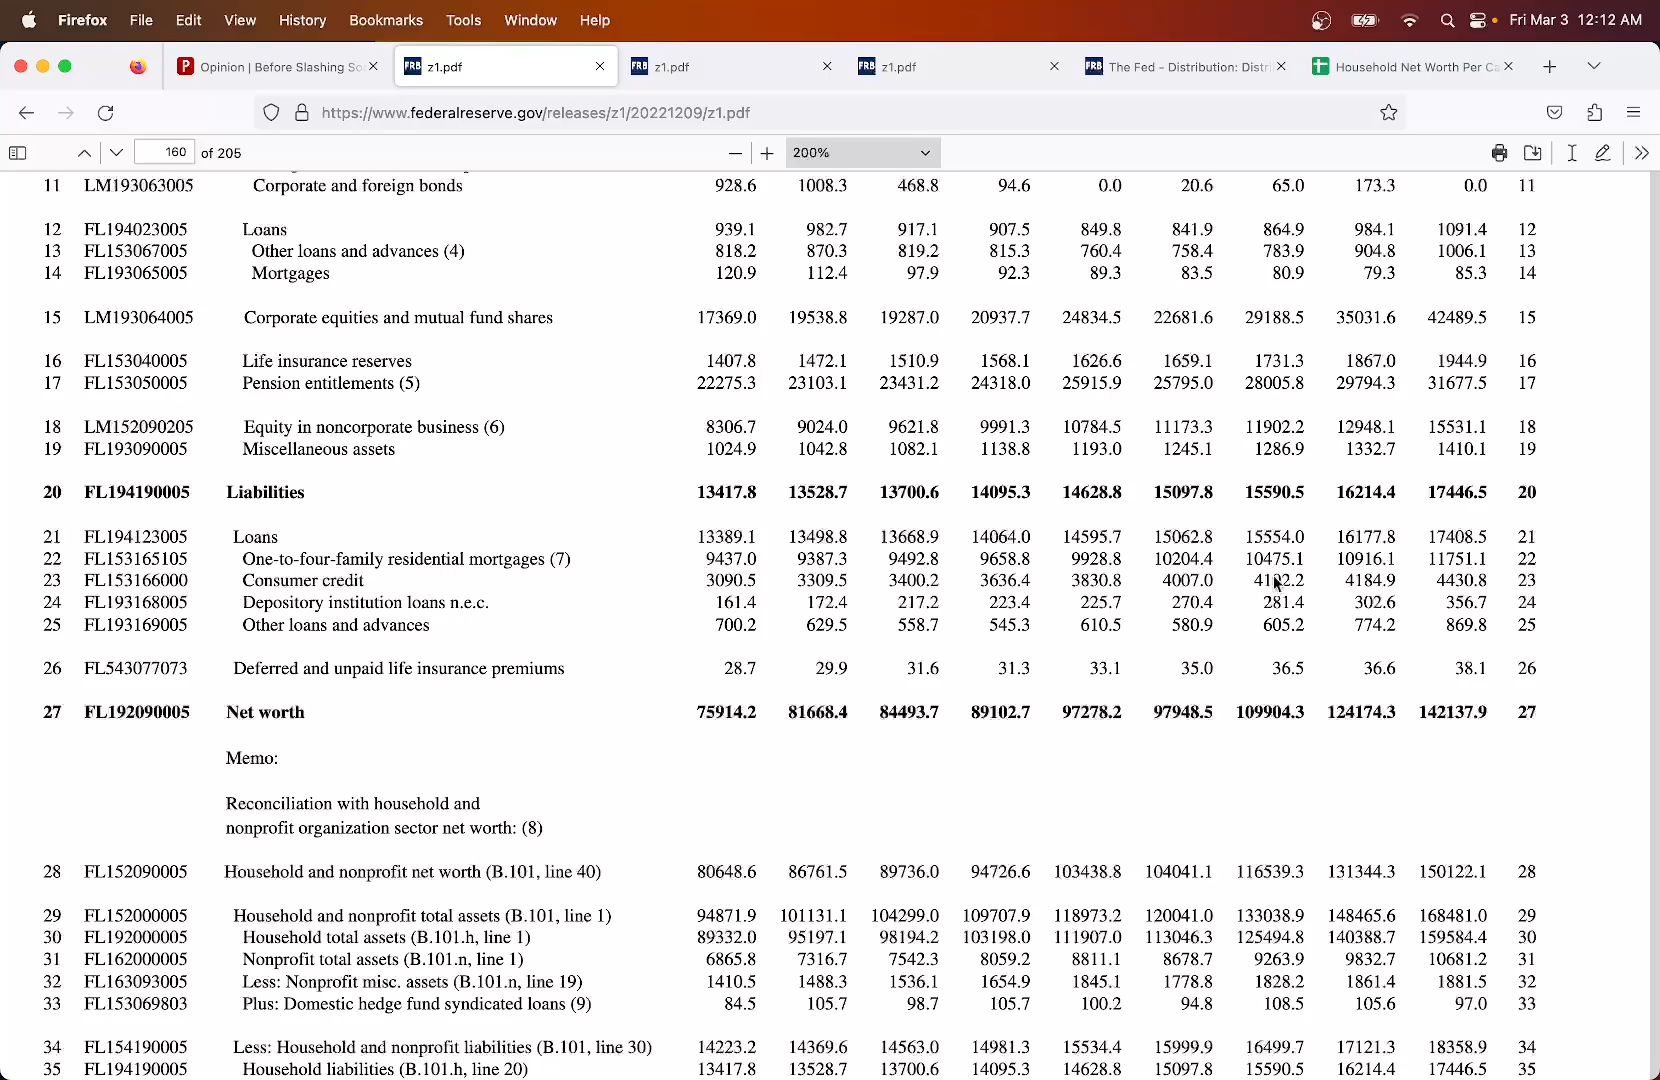 Firefox File Edit View History Bookmarks Tools Window Help Fri Mar 3 12:12 AM
Opinion | Before Slashing So z1.pdf z1.pdf z1.pdf The Fed - Distribution: Distri Household Net Worth Per Ca
https://www.federalreserve.gov/releases/z1/20221209/z1.pdf
160 of 205 200%
11 LM193063005 Corporate and foreign bonds 928.6 1008.3 468.8 94.6 0.0 20.6 65.0 173.3 0.0 11
12 FL194023005 Loans 939.1 982.7 917.1 907.5 849.8 841.9 864.9 984.1 1091.4 12
13 FL153067005 Other loans and advances (4) 818.2 870.3 819.2 815.3 760.4 758.4 783.9 904.8 1006.1 13
14 FL193065005 Mortgages 120.9 112.4 97.9 92.3 89.3 83.5 80.9 79.3 85.3 14
15 LM193064005 Corporate equities and mutual fund shares 17369.0 19538.8 19287.0 20937.7 24834.5 22681.6 29188.5 35031.6 42489.5 15
16 FL153040005 Life insurance reserves 1407.8 1472.1 1510.9 1568.1 1626.6 1659.1 1731.3 1867.0 1944.9 16
17 FL153050005 Pension entitlements (5) 22275.3 23103.1 23431.2 24318.0 25915.9 25795.0 28005.8 29794.3 31677.5 17
18 LM152090205 Equity in noncorporate business (6) 8306.7 9024.0 9621.8 9991.3 10784.5 11173.3 11902.2 12948.1 15531.1 18
19 FL193090005 Miscellaneous assets 1024.9 1042.8 1082.1 1138.8 1193.0 1245.1 1286.9 1332.7 1410.1 19
20 FL194190005 Liabilities 13417.8 13528.7 13700.6 14095.3 14628.8 15097.8 15590.5 16214.4 17446.5 20
21 FL194123005 Loans 13389.1 13498.8 13668.9 14064.0 14595.7 15062.8 15554.0 16177.8 17408.5 21
22 FL153165105 One-to-four-family residential mortgages (7) 9437.0 9387.3 9492.8 9658.8 9928.8 10204.4 10475.1 10916.1 11751.1 22
23 FL153166000 Consumer credit 3090.5 3309.5 3400.2 3636.4 3830.8 4007.0 4184.9 4430.8 23
24 FL193168005 Depository institution loans n.e.c. 161.4 172.4 217.2 223.4 225.7 270.4 281.4 302.6 356.7 24
25 FL193169005 Other loans and advances 700.2 629.5 558.7 545.3 610.5 580.9 605.2 774.2 869.8 25
26 FL543077073 Deferred and unpaid life insurance premiums 28.7 29.9 31.6 31.3 33.1 35.0 36.5 36.6 38.1 26
27 FL192090005 Net worth 75914.2 81668.4 84493.7 89102.7 97278.2 97948.5 109904.3 124174.3 142137.9 27
Memo:
Reconciliation with household and
nonprofit organization sector net worth: (8)
28 FL152090005 Household and nonprofit net worth (B.101, line 40) 80648.6 86761.5 89736.0 94726.6 103438.8 104041.1 116539.3 131344.3 150122.1 28
29 FL152000005 Household and nonprofit total assets (B.101, line 1) 94871.9 101131.1 104299.0 109707.9 118973.2 120041.0 133038.9 148465.6 168481.0 29
30 FL192000005 Household total assets (B.101.h, line 1) 89332.0 95197.1 98194.2 103198.0 111907.0 113046.3 125494.8 140388.7 159584.4 30
31 FL162000005 Nonprofit total assets (B.101.n, line 1) 6865.8 7316.7 7542.3 8059.2 8811.1 8678.7 9263.9 9832.7 10681.2 31
32 FL163093005 Less: Nonprofit misc. assets (B.101.n, line 19) 1410.5 1488.3 1536.1 1654.9 1845.1 1778.8 1828.2 1861.4 1881.5 32
33 FL153069803 Plus: Domestic hedge fund syndicated loans (9) 84.5 105.7 98.7 105.7 100.2 94.8 108.5 105.6 97.0 33
34 FL154190005 Less: Household and nonprofit liabilities (B.101, line 30) 14223.2 14369.6 14563.0 14981.3 15534.4 15999.9 16499.7 17121.3 18358.9 34
35 FL194190005 Household liabilities (B.101.h, line 20) 13417.8 13528.7 13700.6 14095.3 14628.8 15097.8 15590.5 16214.4 17446.5 35